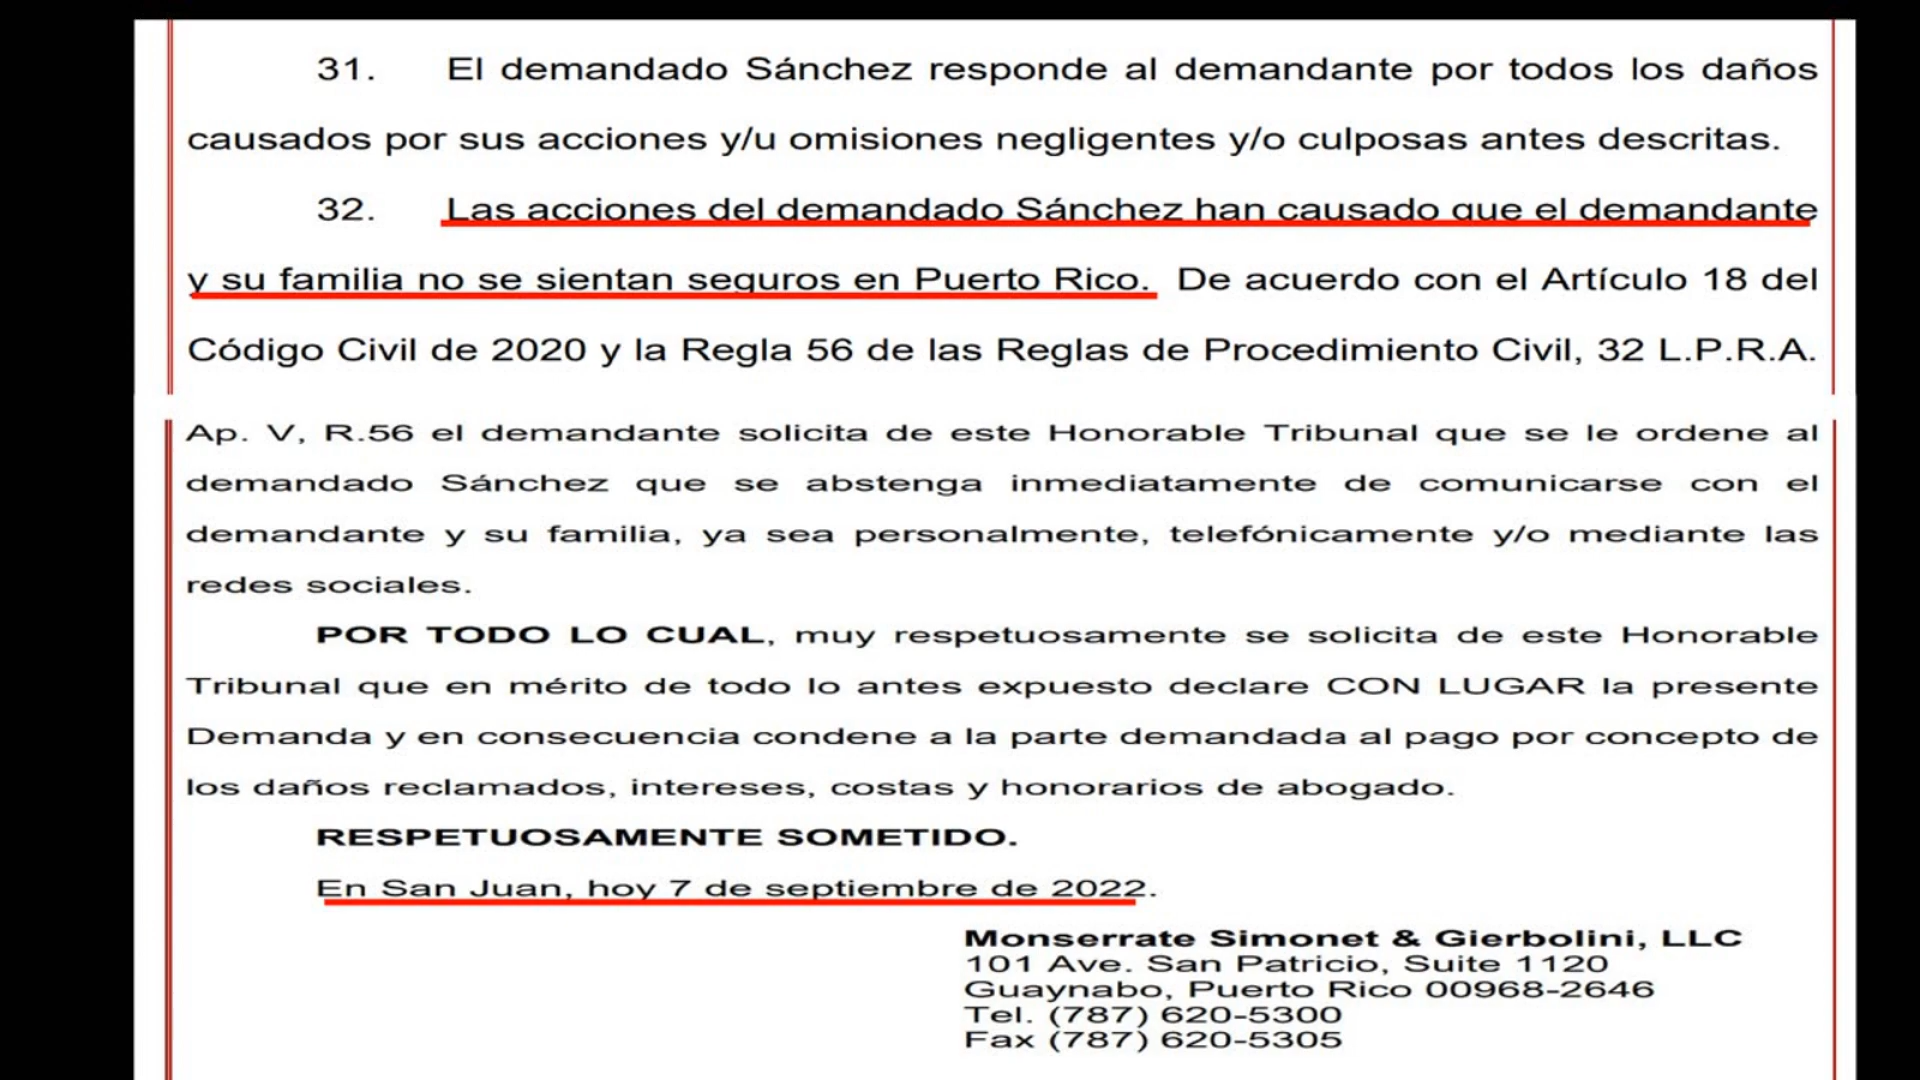 31. El demandado Sánchez responde al demandante por todos los daños
causados por sus acciones y/u omisiones negligentes y/o culposas antes descritas.
32. Las acciones del demandado Sánchez han causado que el demandante
y su familia no se sientan seguros en Puerto Rico. De acuerdo con el Artículo 18 del
Código Civil de 2020 y la Regla 56 de las Reglas de Procedimiento Civil, 32 L.P.R.A.
Ap. V, R.56 el demandante solicita de este Honorable Tribunal que se le ordene al
demandado Sánchez que se abstenga inmediatamente de comunicarse con el
demandante y su familia, ya sea personalmente, telefónicamente y/o mediante las
redes sociales.
POR TODO LO CUAL, muy respetuosamente se solicita de este Honorable
Tribunal que en mérito de todo lo antes expuesto declare CON LUGAR la presente
Demanda y en consecuencia condene a la parte demandada al pago por concepto de
los daños reclamados, intereses, costas y honorarios de abogado.
RESPETUOSAMENTE SOMETIDO.
En San Juan, hoy 7 de septiembre de 2022.
Monserrate Simonet & Gierbolini, LLC
101 Ave. San Patricio, Suite 1120
Guaynabo, Puerto Rico 00968-2646
Tel. (787) 620-5300
Fax (787) 620-5305